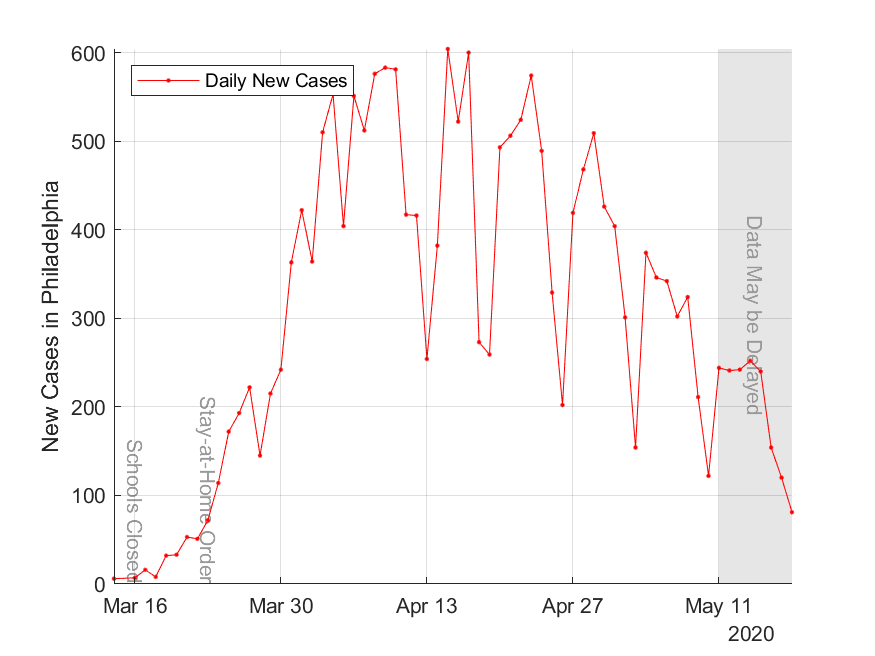 Daily New Cases
New Cases in Philadelphia
600
500
400
300
200
100
0
Schools Closed
Stay-at-Home Order
Data May be Delayed
Mar 16
Mar 30
Apr 13
Apr 27
May 11
2020